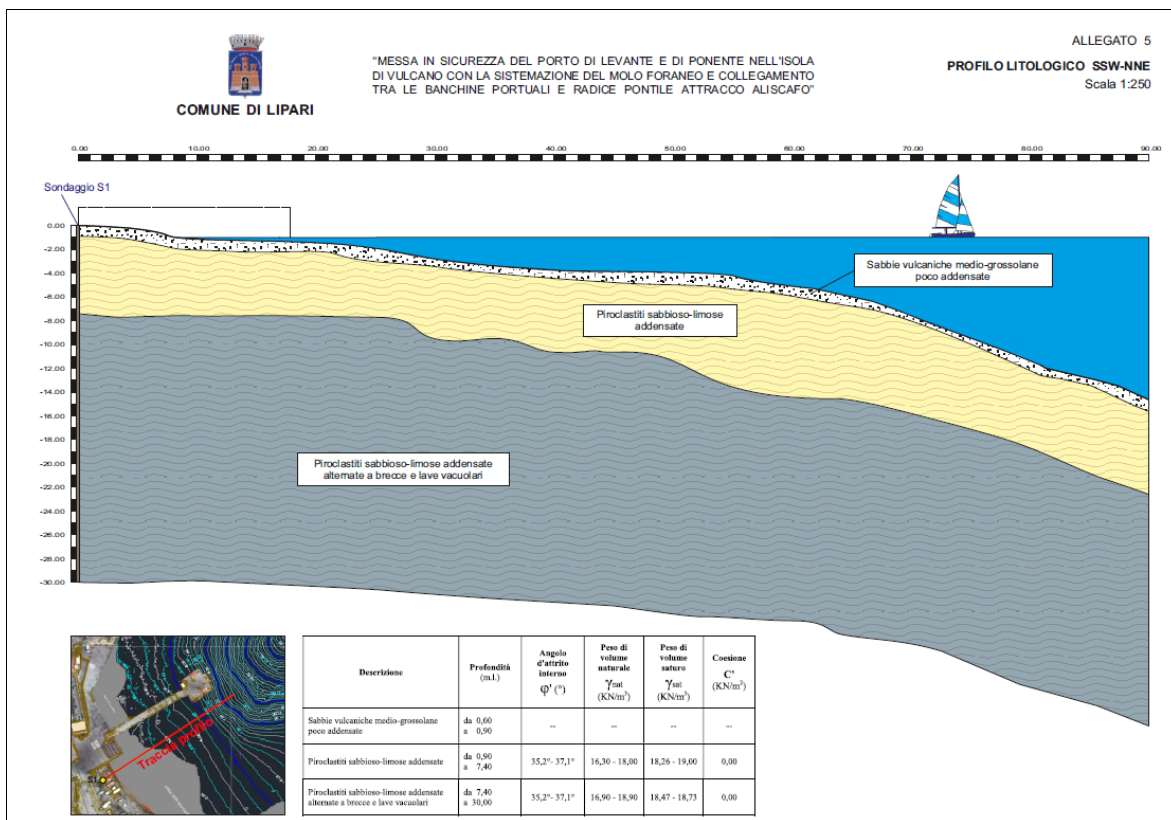 ALLEGATO 5
PROFILO LITOLOGICO SSW-NNE
Scala 1:250
"MESSA IN SICUREZZA DEL PORTO DI LEVANTE E DI PONENTE NELL'ISOLA
DI VULCANO CON LA SISTEMAZIONE DEL MOLO FORANEO E COLLEGAMENTO
TRA LE BANCHINE PORTUALI E RADICE PONTILE ATTRACCO ALISCAFO"
COMUNE DI LIPARI
0.00 10.00 20.00 30.00 40.00 50.00 60.00 70.00 80.00 90.00
Sondaggio S1
0.00
-2.00
-4.00
-6.00
-8.00
-10.00
-12.00
-14.00
-16.00
-18.00
-20.00
-22.00
-24.00
-26.00
-28.00
-30.00
Sabbie vulcaniche medio-grossolane
poco addensate
Piroclastiti sabbioso-limose
addensate
Piroclastiti sabbioso-limose addensate
alternate a brecce e lave vacuolari
Traccia profilo
S1
Descrizione
Profondità
(m.l.)
Angolo
d'attrito
interno
φ' (°)
Peso di
volume
naturale
γnat
(KN/m³)
Peso di
volume
saturo
γsat
(KN/m³)
Coesione
C'
(KN/m²)
Sabbie vulcaniche medio-grossolane
poco addensate
da 0,00
a 0,90
-- -- -- --
Piroclastiti sabbioso-limose addensate
da 0,90
a 7,40
35,2°- 37,1° 16,30 - 18,00 18,26 - 19,00 0,00
Piroclastiti sabbioso-limose addensate
alternate a brecce e lave vacuolari
da 7,40
a 30,00
35,2°- 37,1° 16,90 - 18,90 18,47 - 18,73 0,00